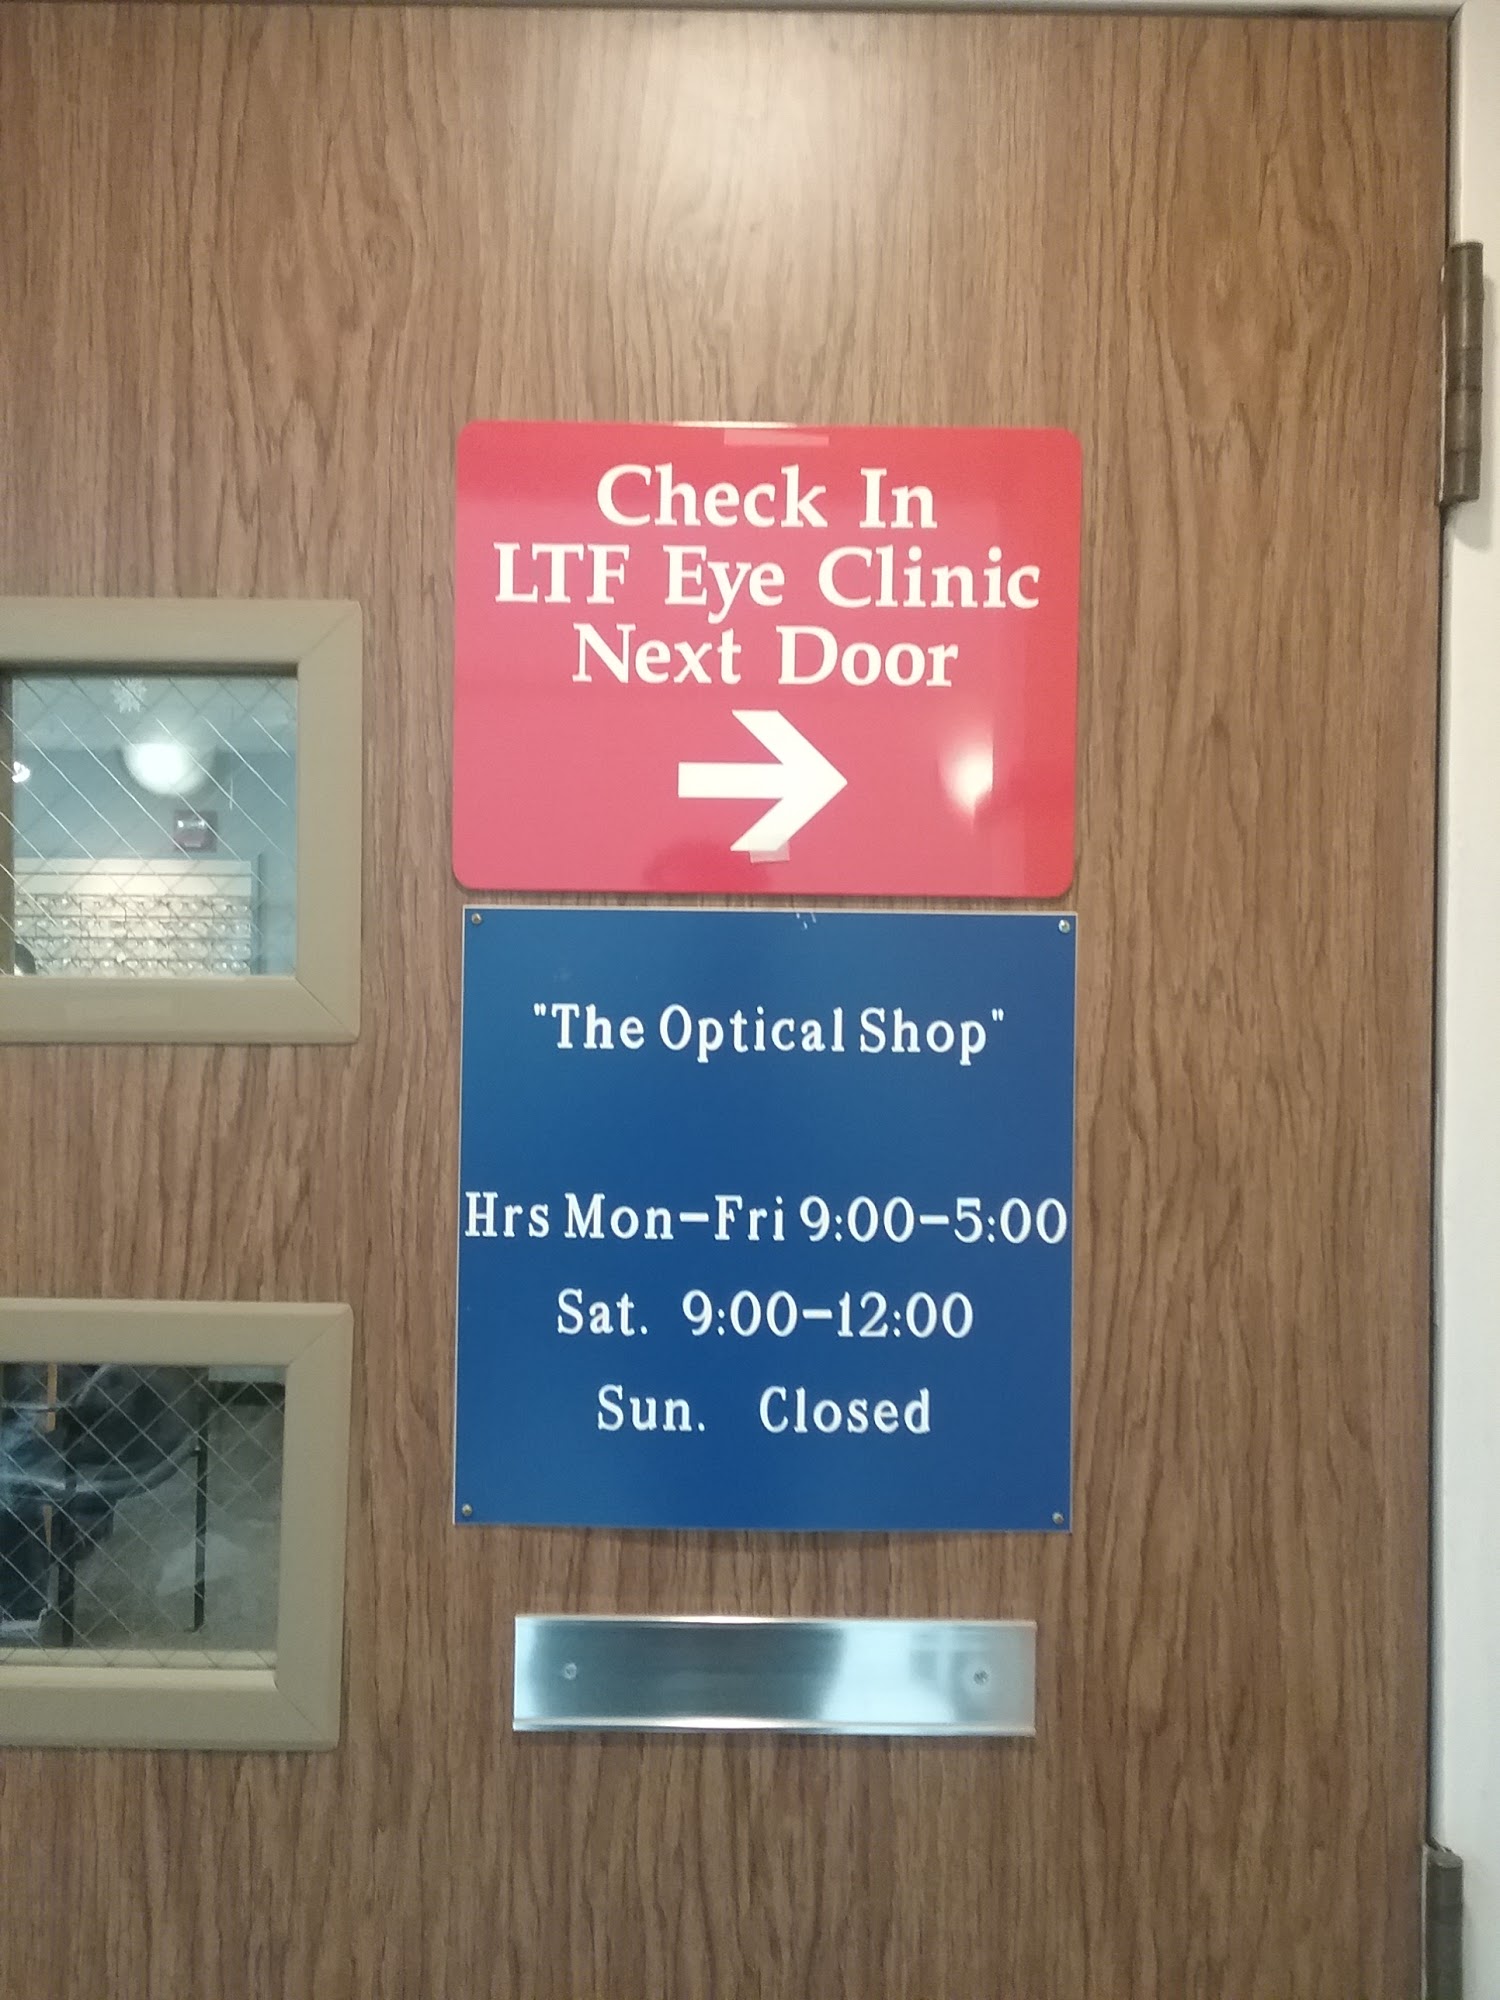 Check In
LTF Eye Clinic
Next Door
"The Optical Shop"
Hrs Mon-Fri 9:00-5:00
Sat. 9:00-12:00
Sun. Closed